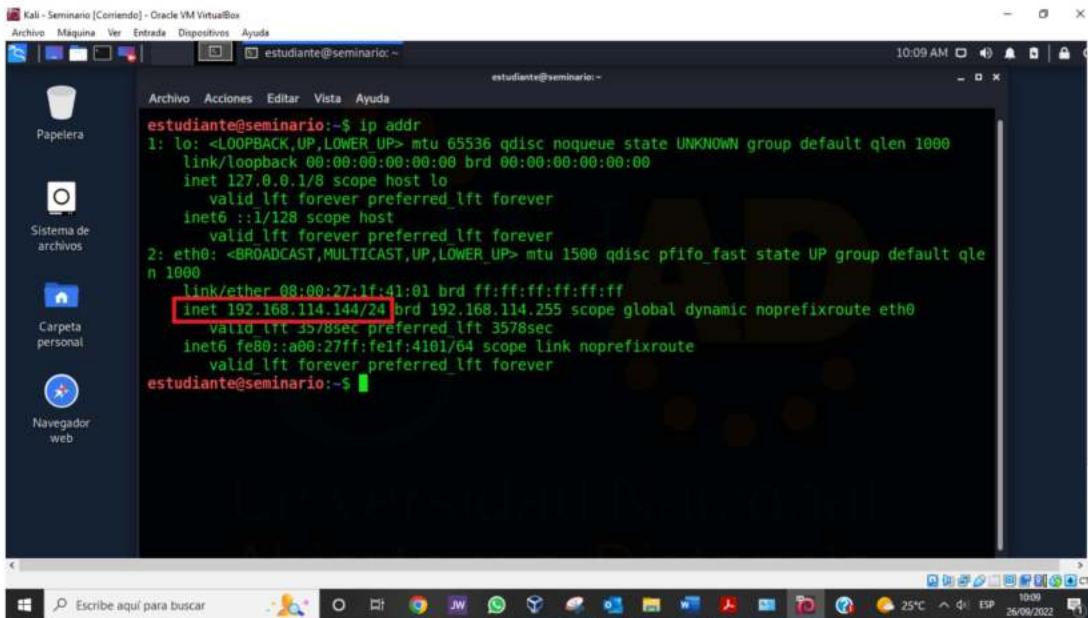 Kali - Seminario [Corriendo] - Oracle VM VirtualBox
Archivo Máquina Ver Entrada Dispositivos Ayuda
estudiante@seminario: ~
10:09 AM
estudiante@seminario: ~
Archivo Acciones Editar Vista Ayuda
Papelera
Sistema de
archivos
Carpeta
personal
Navegador
web
estudiante@seminario:~$ ip addr
1: lo: <LOOPBACK,UP,LOWER_UP> mtu 65536 qdisc noqueue state UNKNOWN group default qlen 1000
link/loopback 00:00:00:00:00:00 brd 00:00:00:00:00:00
inet 127.0.0.1/8 scope host lo
valid_lft forever preferred_lft forever
inet6 ::1/128 scope host
valid_lft forever preferred_lft forever
2: eth0: <BROADCAST,MULTICAST,UP,LOWER_UP> mtu 1500 qdisc pfifo_fast state UP group default qle
n 1000
link/ether 08:00:27:1f:41:01 brd ff:ff:ff:ff:ff:ff
inet 192.168.114.144/24 brd 192.168.114.255 scope global dynamic noprefixroute eth0
valid_lft 3578sec preferred_lft 3578sec
inet6 fe80::a00:27ff:fe1f:4101/64 scope link noprefixroute
valid_lft forever preferred_lft forever
estudiante@seminario:~$
Escribe aquí para buscar
JW
25°C
ESP
10:09
26/09/2022